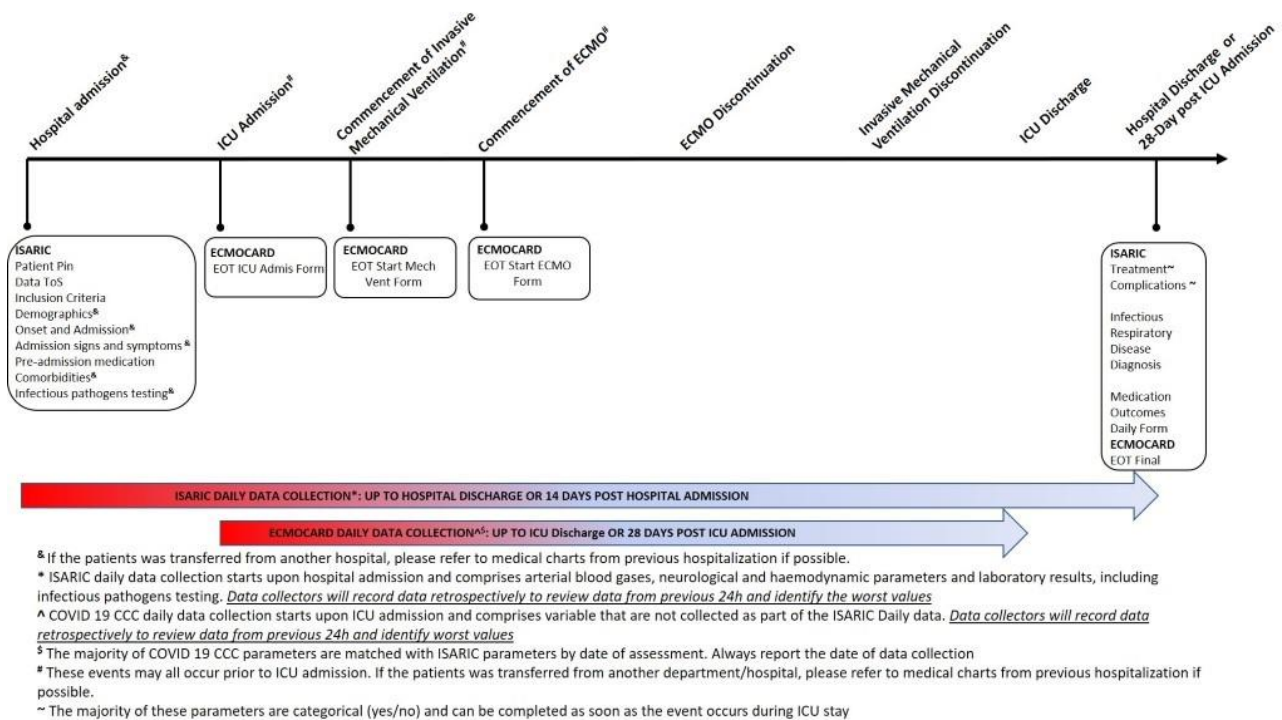 Hospital admission&
ICU Admission#
Commencement of Invasive
Mechanical Ventilation#
Commencement of ECMO#
ECMO Discontinuation
Invasive Mechanical
Ventilation Discontinuation
ICU Discharge
Hospital Discharge or
28-Day post ICU Admission
ISARIC
Patient Pin
Data ToS
Inclusion Criteria
Demographics&
Onset and Admission&
Admission signs and symptoms &
Pre-admission medication
Comorbidities&
Infectious pathogens testing&
ECMOCARD
EOT ICU Admis Form
ECMOCARD
EOT Start Mech
Vent Form
ECMOCARD
EOT Start ECMO
Form
ISARIC
Treatment~
Complications ~
Infectious
Respiratory
Disease
Diagnosis
Medication
Outcomes
Daily Form
ECMOCARD
EOT Final
ISARIC DAILY DATA COLLECTION*: UP TO HOSPITAL DISCHARGE OR 14 DAYS POST HOSPITAL ADMISSION
ECMOCARD DAILY DATA COLLECTION^$: UP TO ICU Discharge OR 28 DAYS POST ICU ADMISSION
& If the patients was transferred from another hospital, please refer to medical charts from previous hospitalization if possible.
* ISARIC daily data collection starts upon hospital admission and comprises arterial blood gases, neurological and haemodynamic parameters and laboratory results, including
infectious pathogens testing. Data collectors will record data retrospectively to review data from previous 24h and identify the worst values
^ COVID 19 CCC daily data collection starts upon ICU admission and comprises variable that are not collected as part of the ISARIC Daily data. Data collectors will record data
retrospectively to review data from previous 24h and identify worst values
$ The majority of COVID 19 CCC parameters are matched with ISARIC parameters by date of assessment. Always report the date of data collection
# These events may all occur prior to ICU admission. If the patients was transferred from another department/hospital, please refer to medical charts from previous hospitalization if
possible.
~ The majority of these parameters are categorical (yes/no) and can be completed as soon as the event occurs during ICU stay